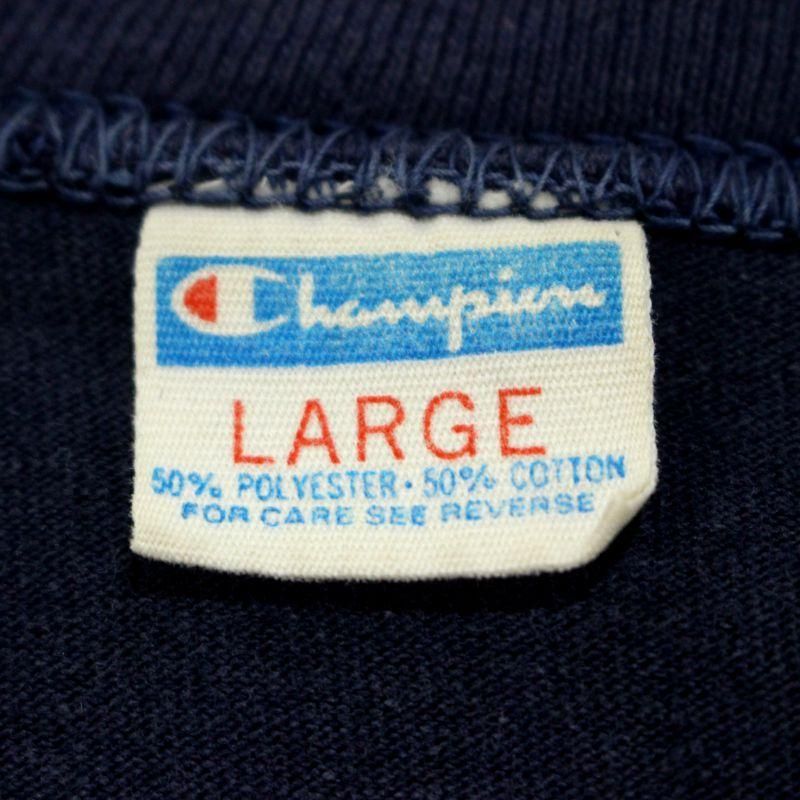 Champion
LARGE
50% POLYESTER · 50% COTTON
FOR CARE SEE REVERSE